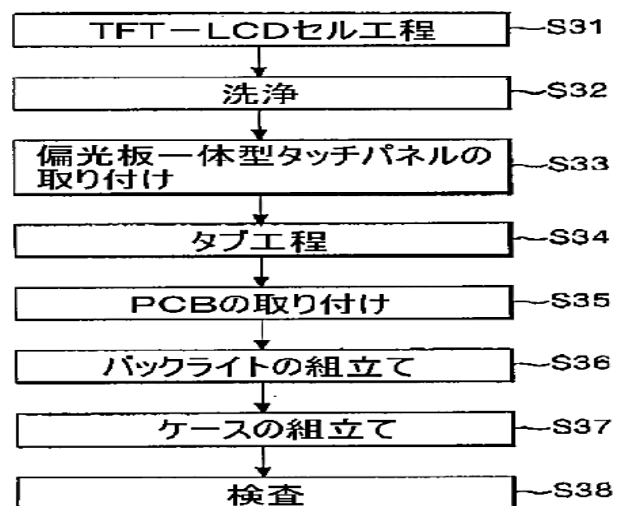 TFT－LCDセル工程 S31
洗浄 S32
偏光板一体型タッチパネルの
取り付け S33
タブ工程 S34
PCBの取り付け S35
バックライトの組立て S36
ケースの組立て S37
検査 S38